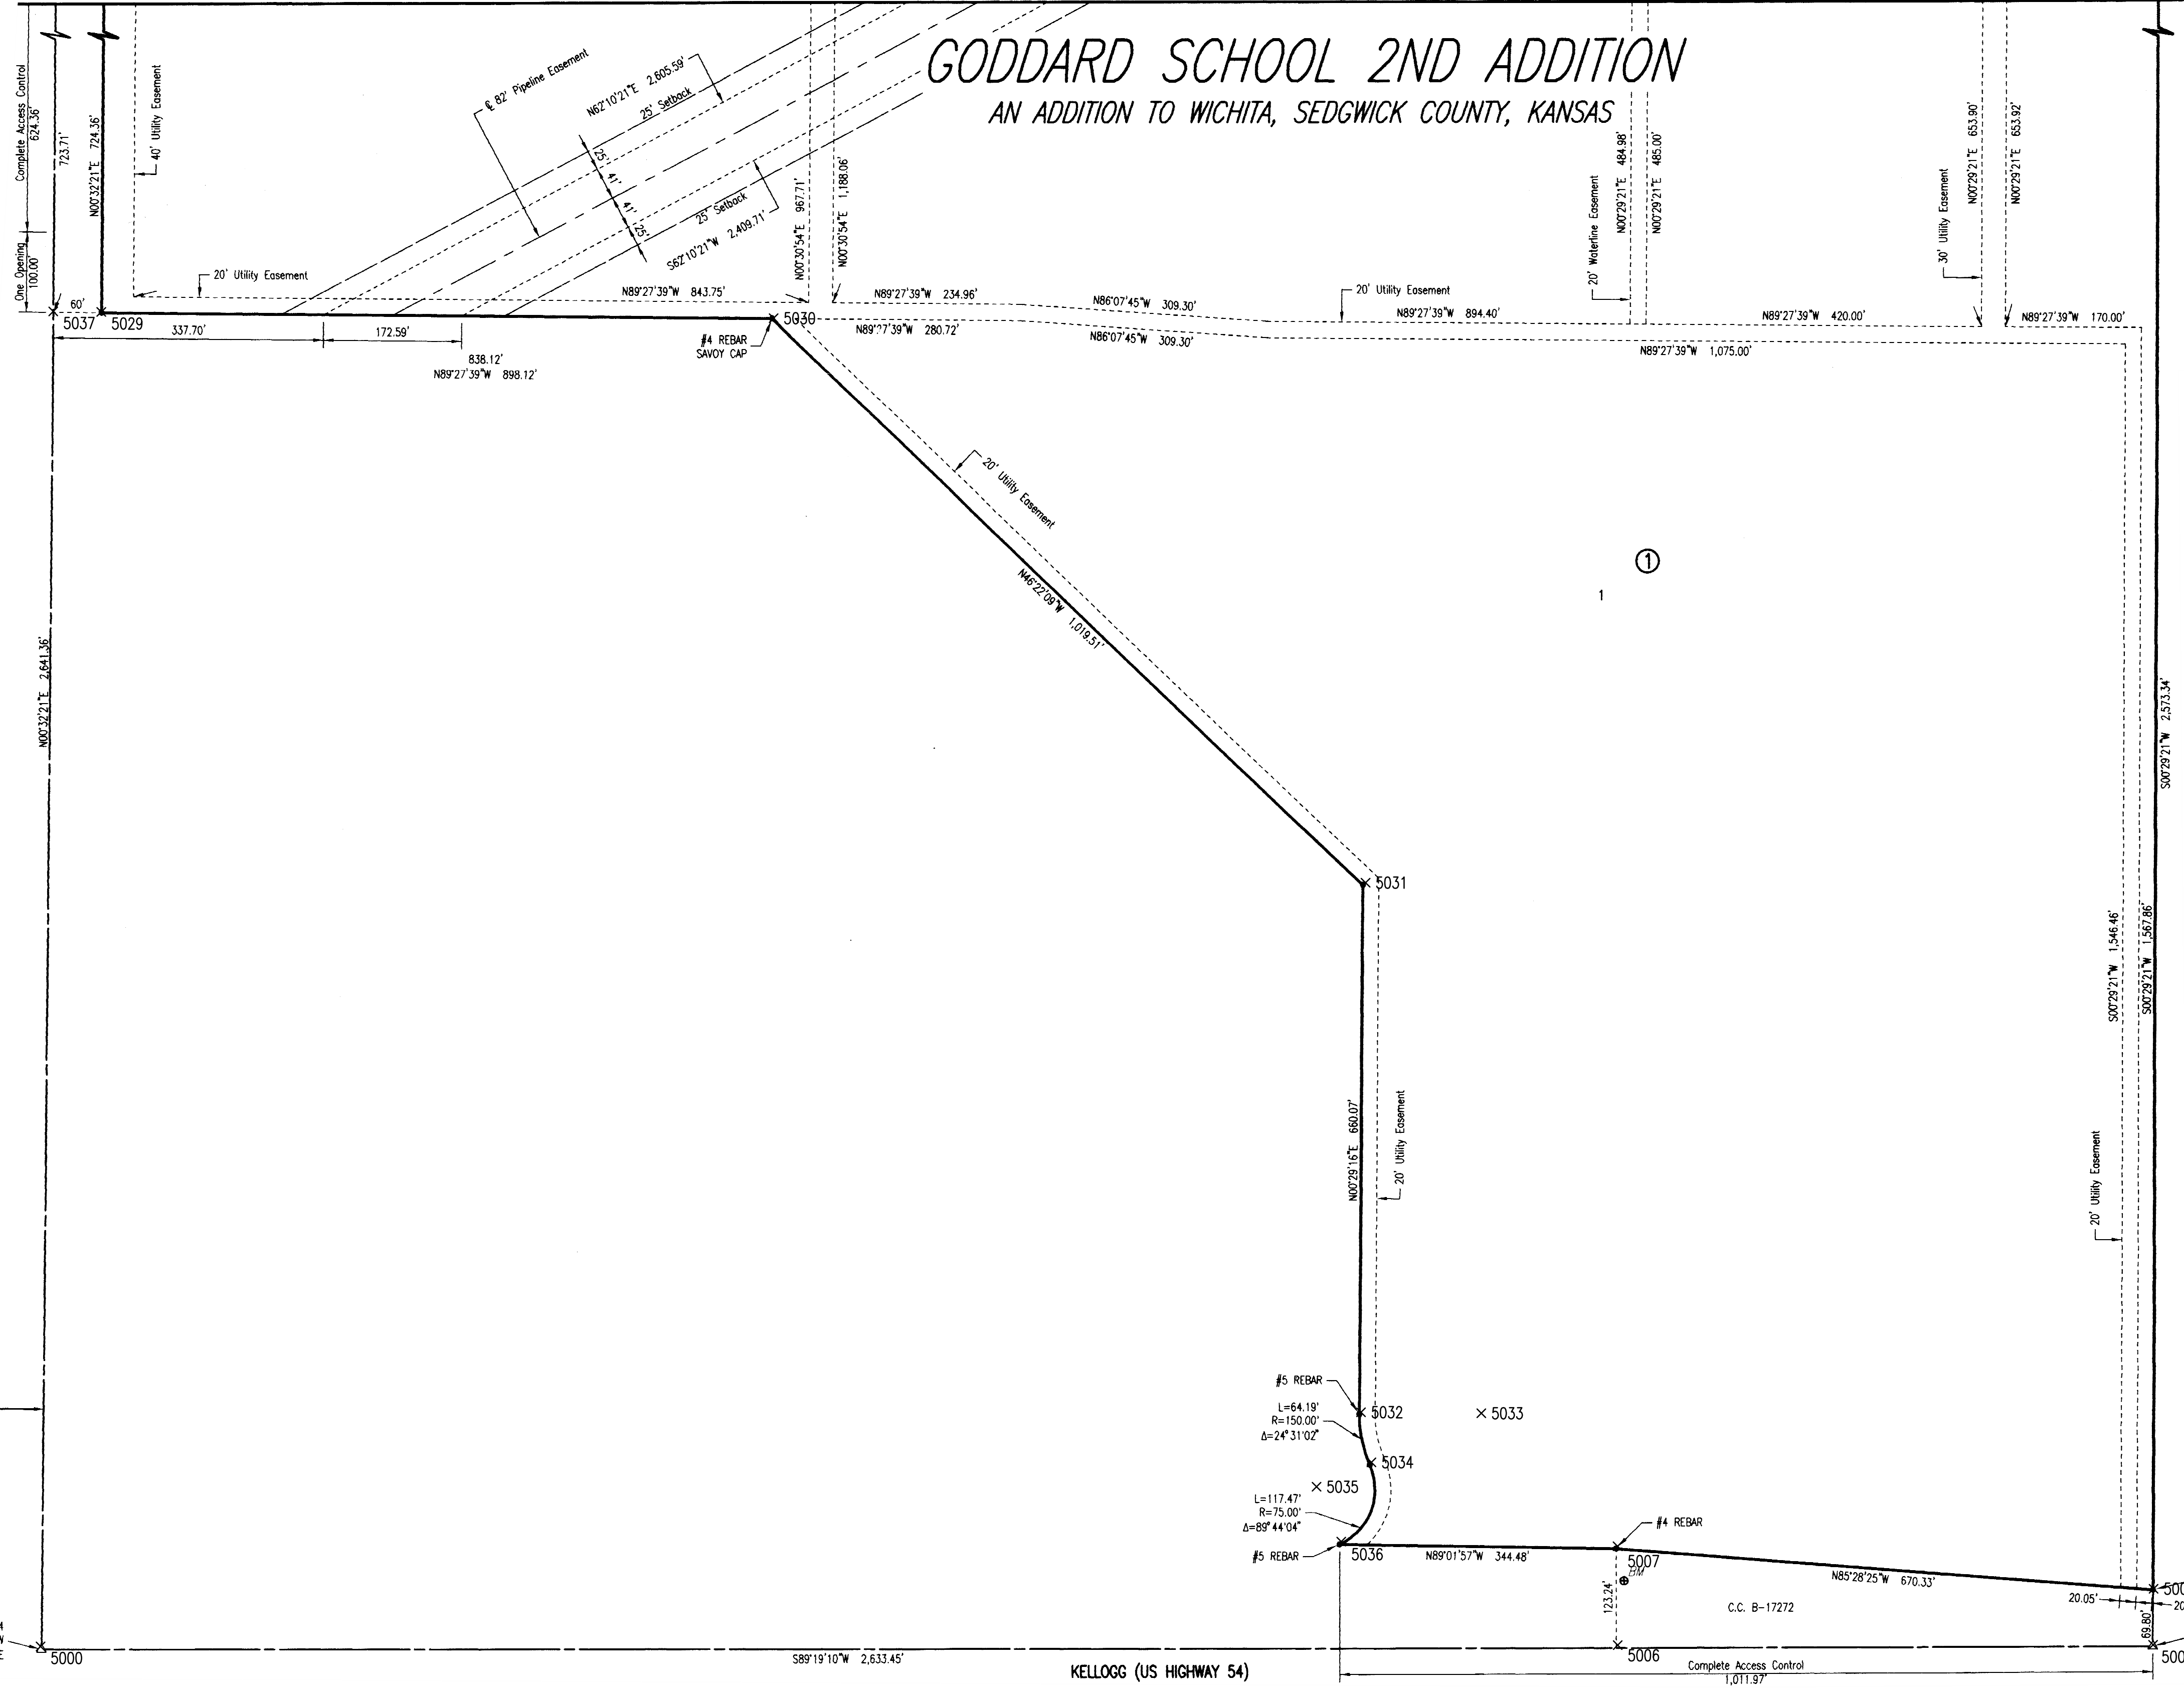 GODDARD SCHOOL 2ND ADDITION
AN ADDITION TO WICHITA, SEDGWICK COUNTY, KANSAS
Complete Access Control
624.36'
723.71'
N00°32'21"E 724.36'
40' Utility Easement
One Opening
100.00'
60'
5037
5029
20' Utility Easement
337.70'
172.59'
838.12'
N89°27'39"W 898.12'
℄ 82' Pipeline Easement
N62°10'21"E 2,605.59'
25' Setback
25'
41'
41'
25'
25' Setback
S62°10'21"W 2,409.71'
N00°30'54"E 967.71'
N00°30'54"E 1,188.06'
N89°27'39"W 843.75'
5030
#4 REBAR
SAVOY CAP
N89°27'39"W 234.96'
280.72'
N86°07'45"W 309.30'
N86°07'45"W 309.30'
20' Utility Easement
N89°27'39"W 894.40'
20' Waterline Easement
N00°29'21"E 484.98'
N00°29'21"E 485.00'
N89°27'39"W 420.00'
N89°27'39"W 1,075.00'
30' Utility Easement
N00°29'21"E 653.90'
N00°29'21"E 653.92'
N89°27'39"W 170.00'
20' Utility Easement
N46°22'09"W 1,019.51'
1
1
N00°32'21"E 2,641.36'
S00°29'21"W 2,573.34'
5031
S00°29'21"W 1,546.46'
S00°29'21"W 1,567.86'
N00°29'16"E 660.07'
20' Utility Easement
20' Utility Easement
#5 REBAR
5032
5033
L=64.19'
R=150.00'
Δ=24°31'02"
5034
5035
L=117.47'
R=75.00'
Δ=89°44'04"
#5 REBAR
5036
N89°01'57"W 344.48'
#4 REBAR
5007
BM
123.24'
N85°28'25"W 670.33'
C.C. B-17272
20.05'
69.80'
5000
S89°19'10"W 2,633.45'
KELLOGG (US HIGHWAY 54)
5006
Complete Access Control
1,011.97'